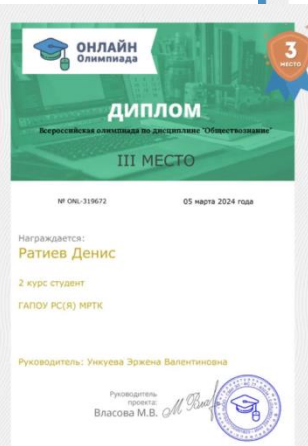 ОНЛАЙН
Олимпиада
3
МЕСТО
ДИПЛОМ
Всероссийская олимпиада по дисциплине "Обществознание"
III МЕСТО
№ ONL-319672 05 марта 2024 года
Награждается:
Ратиев Денис
2 курс студент
ГАПОУ РС(Я) МРТК
Руководитель: Ункуева Эржена Валентиновна
Руководитель
проекта:
Власова М.В.